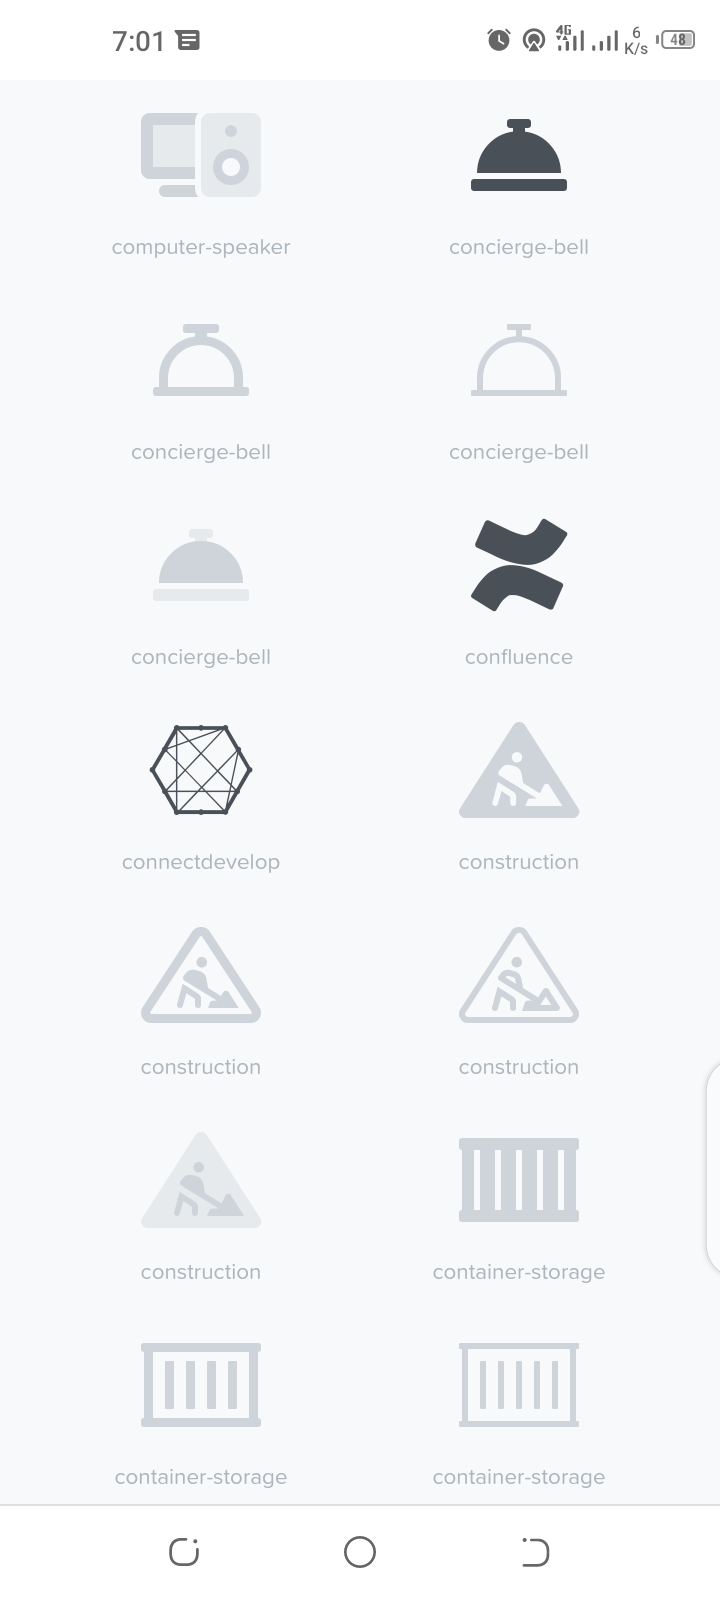 7:01
4G
6
K/s
48
computer-speaker
concierge-bell
concierge-bell
concierge-bell
concierge-bell
confluence
connectdevelop
construction
construction
construction
construction
container-storage
container-storage
container-storage